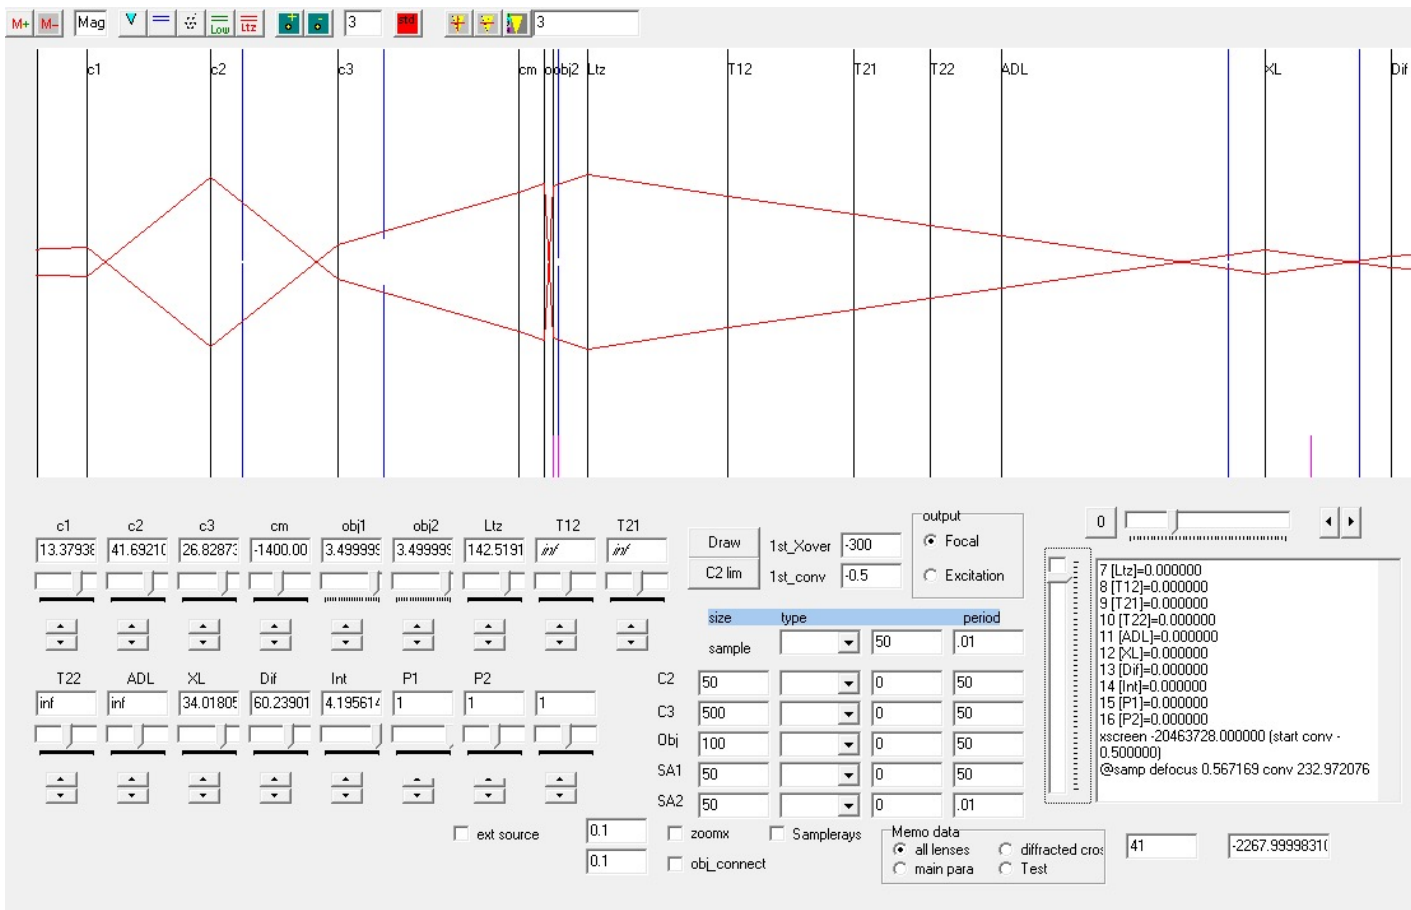 M+ M- Mag Low Ltz 3 std 3
c1 c2 c3 cm obj2 Ltz T12 T21 T22 ADL XL Dif
c1 c2 c3 cm obj1 obj2 Ltz T12 T21
13.37938 41.69210 26.82873 -1400.00 3.499999 3.499999 142.5191 inf inf
T22 ADL XL Dif Int P1 P2
inf inf 34.01805 60.23901 4.195614 1 1 1
Draw 1st_Xover -300
C2 lim 1st_conv -0.5
output
Focal
Excitation
size type period
sample 50 .01
C2 50 0 50
C3 500 0 50
Obj 100 0 50
SA1 50 0 50
SA2 50 0 .01
0
7 [Ltz]=0.000000
8 [T12]=0.000000
9 [T21]=0.000000
10 [T22]=0.000000
11 [ADL]=0.000000
12 [XL]=0.000000
13 [Dif]=0.000000
14 [Int]=0.000000
15 [P1]=0.000000
16 [P2]=0.000000
xscreen -20463728.000000 (start conv -
0.500000)
@samp defocus 0.567169 conv 232.972076
ext source 0.1 zoomx Samplerays
0.1 obj_connect
Memo data
all lenses diffracted cros
main para Test
41 -2267.9999831(